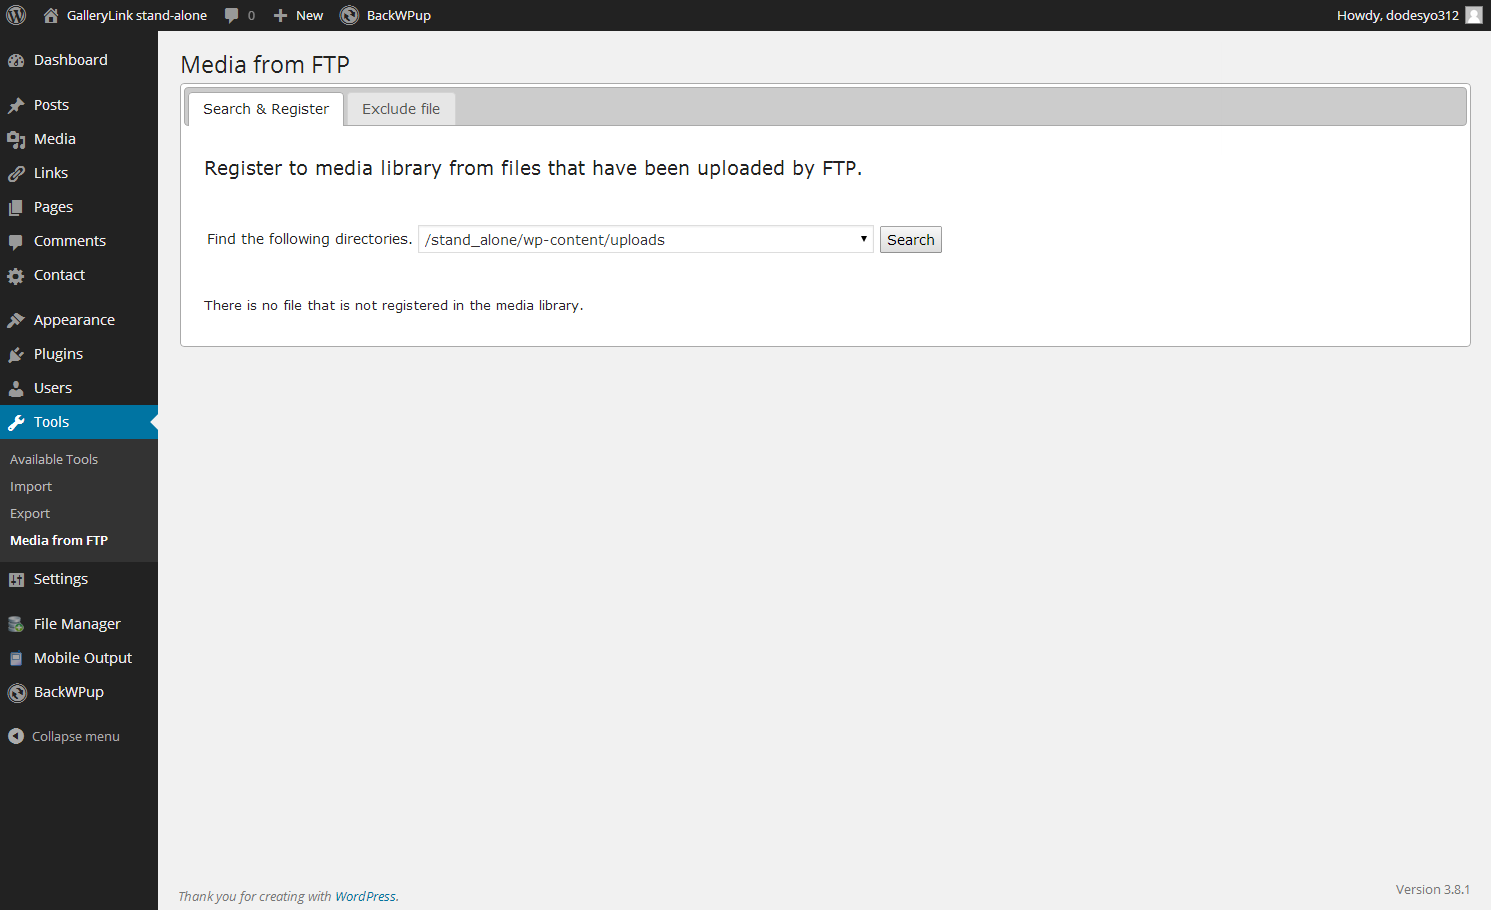 GalleryLink stand-alone 0 New BackWPup Howdy, dodesyo312
Dashboard
Posts
Media
Links
Pages
Comments
Contact
Appearance
Plugins
Users
Tools
Available Tools
Import
Export
Media from FTP
Settings
File Manager
Mobile Output
BackWPup
Collapse menu
Media from FTP
Search & Register Exclude file
Register to media library from files that have been uploaded by FTP.
Find the following directories. /stand_alone/wp-content/uploads Search
There is no file that is not registered in the media library.
Thank you for creating with WordPress. Version 3.8.1